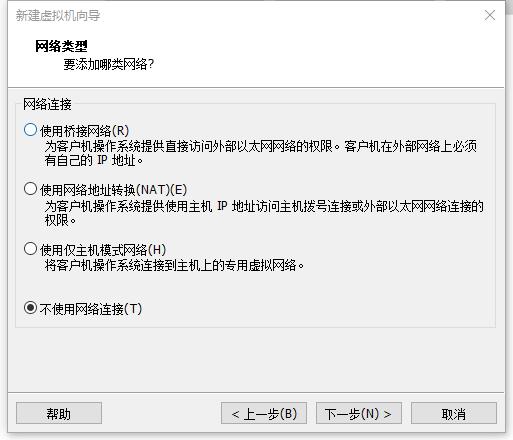 新建虚拟机向导
网络类型
要添加哪类网络?
网络连接
使用桥接网络(R)
为客户机操作系统提供直接访问外部以太网网络的权限。客户机在外部网络上必须
有自己的 IP 地址。
使用网络地址转换(NAT)(E)
为客户机操作系统提供使用主机 IP 地址访问主机拨号连接或外部以太网网络连接的
权限。
使用仅主机模式网络(H)
将客户机操作系统连接到主机上的专用虚拟网络。
不使用网络连接(T)
帮助
< 上一步(B)
下一步(N) >
取消